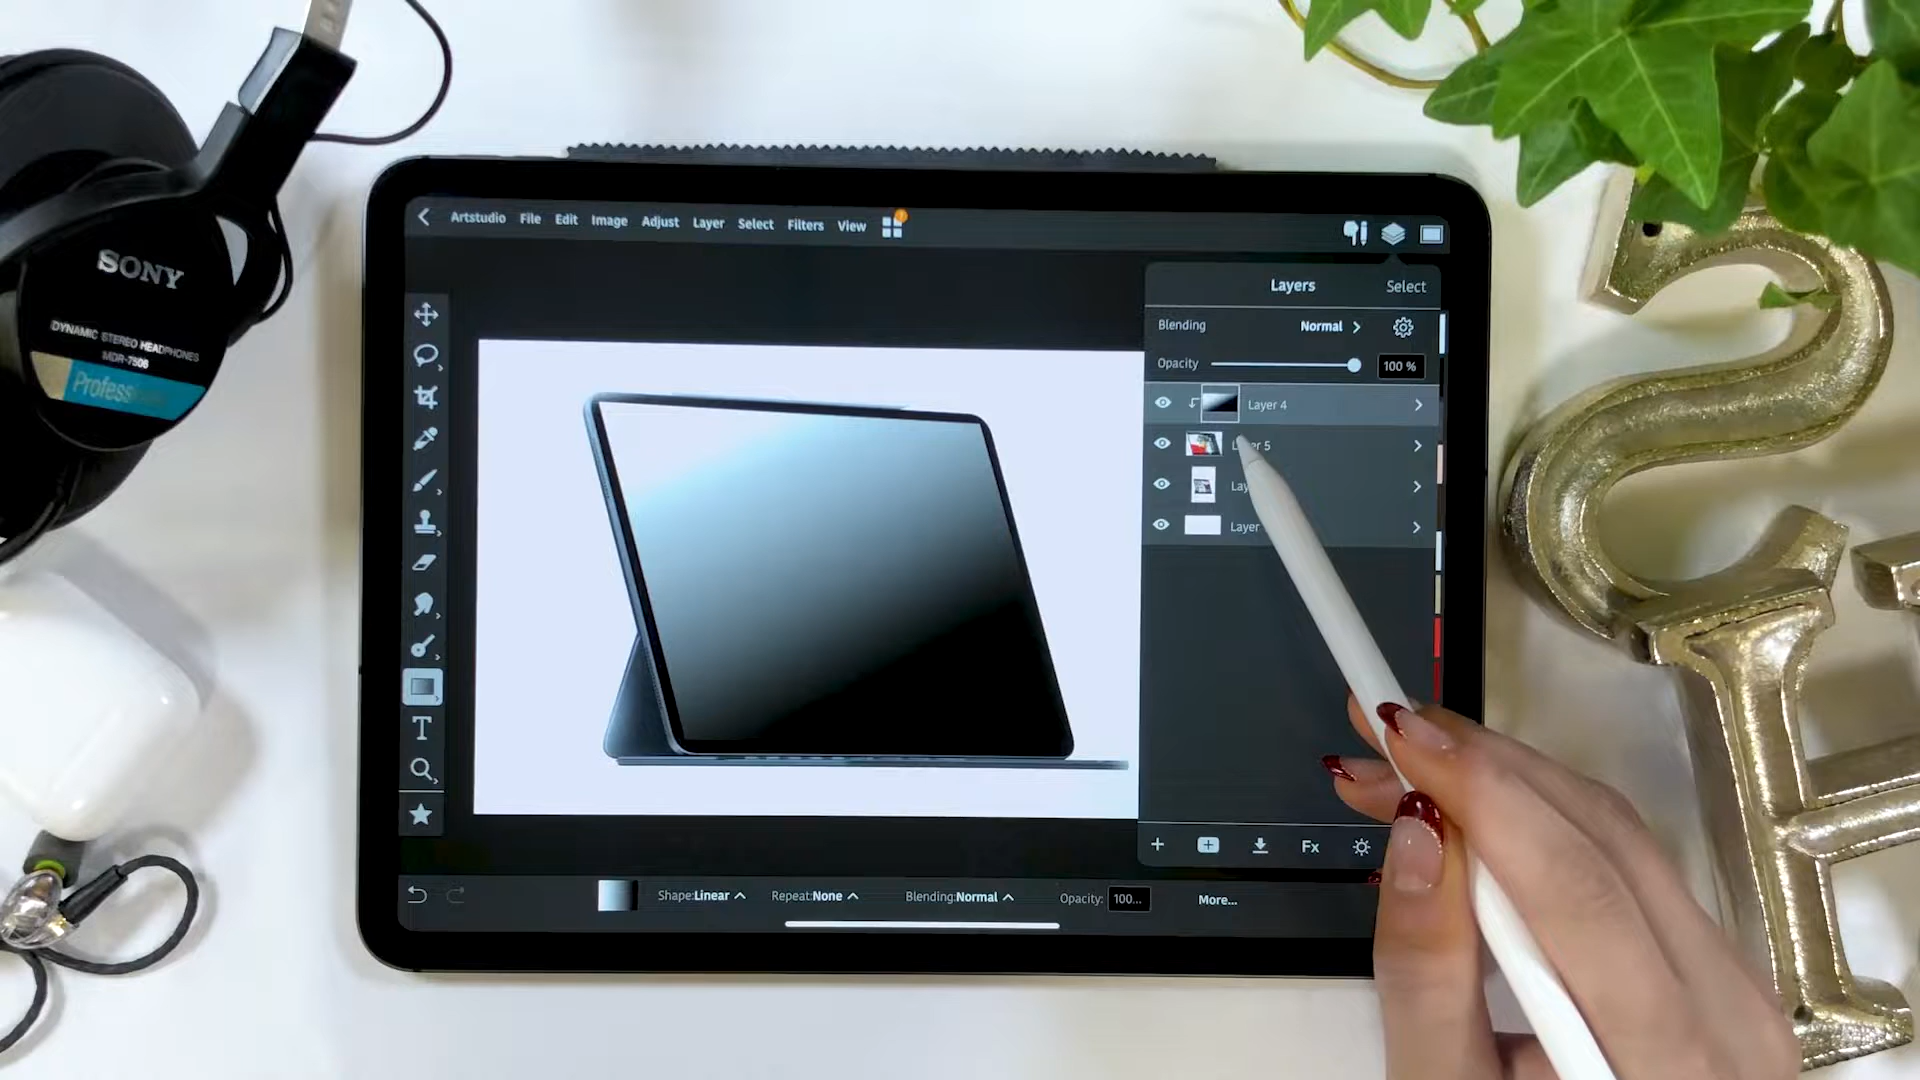 SONY
DYNAMIC STEREO HEADPHONES
MDR-7506
Artstudio File Edit Image Adjust Layer Select Filters View
Layers Select
Blending Normal
Opacity 100 %
Layer 4
5
Layer
T
Fx
Shape:Linear Repeat:None Blending:Normal Opacity: 100... More...